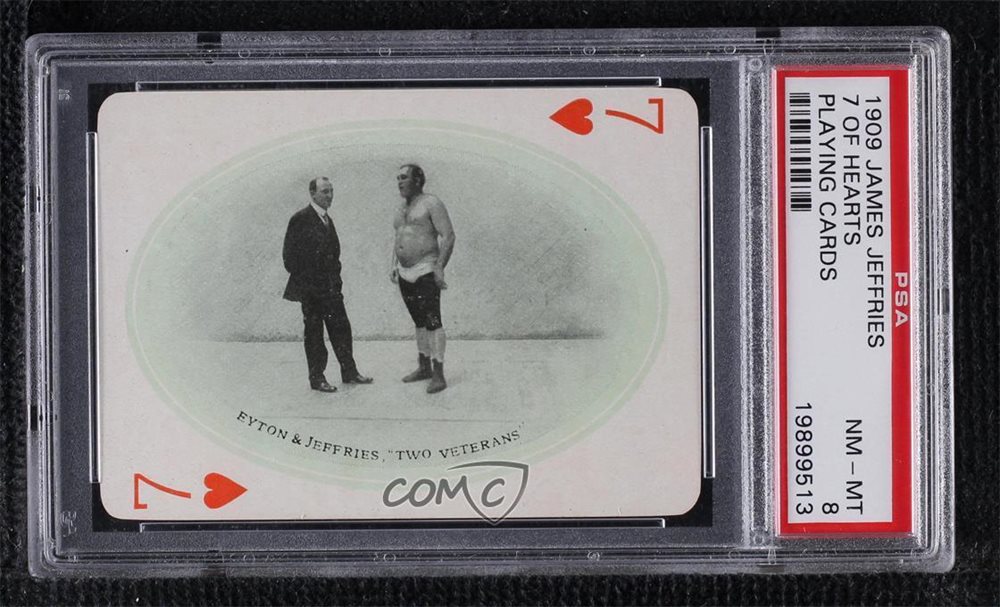 7
EYTON & JEFFRIES, "TWO VETERANS"
7
COMC
PSA
1909 JAMES JEFFRIES
7 OF HEARTS
PLAYING CARDS
NM – MT
8
19899513